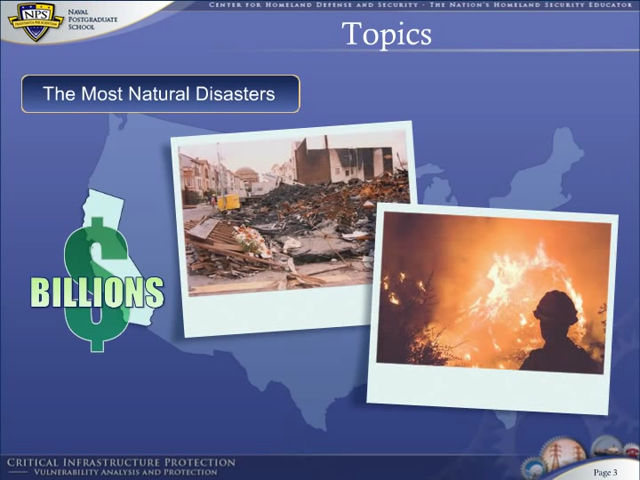 CENTER FOR HOMELAND DEFENSE AND SECURITY · THE NATION'S HOMELAND SECURITY EDUCATOR
NPS
NAVAL
POSTGRADUATE
SCHOOL
Topics
The Most Natural Disasters
$
BILLIONS
CRITICAL INFRASTRUCTURE PROTECTION
VULNERABILITY ANALYSIS AND PROTECTION
Page 3